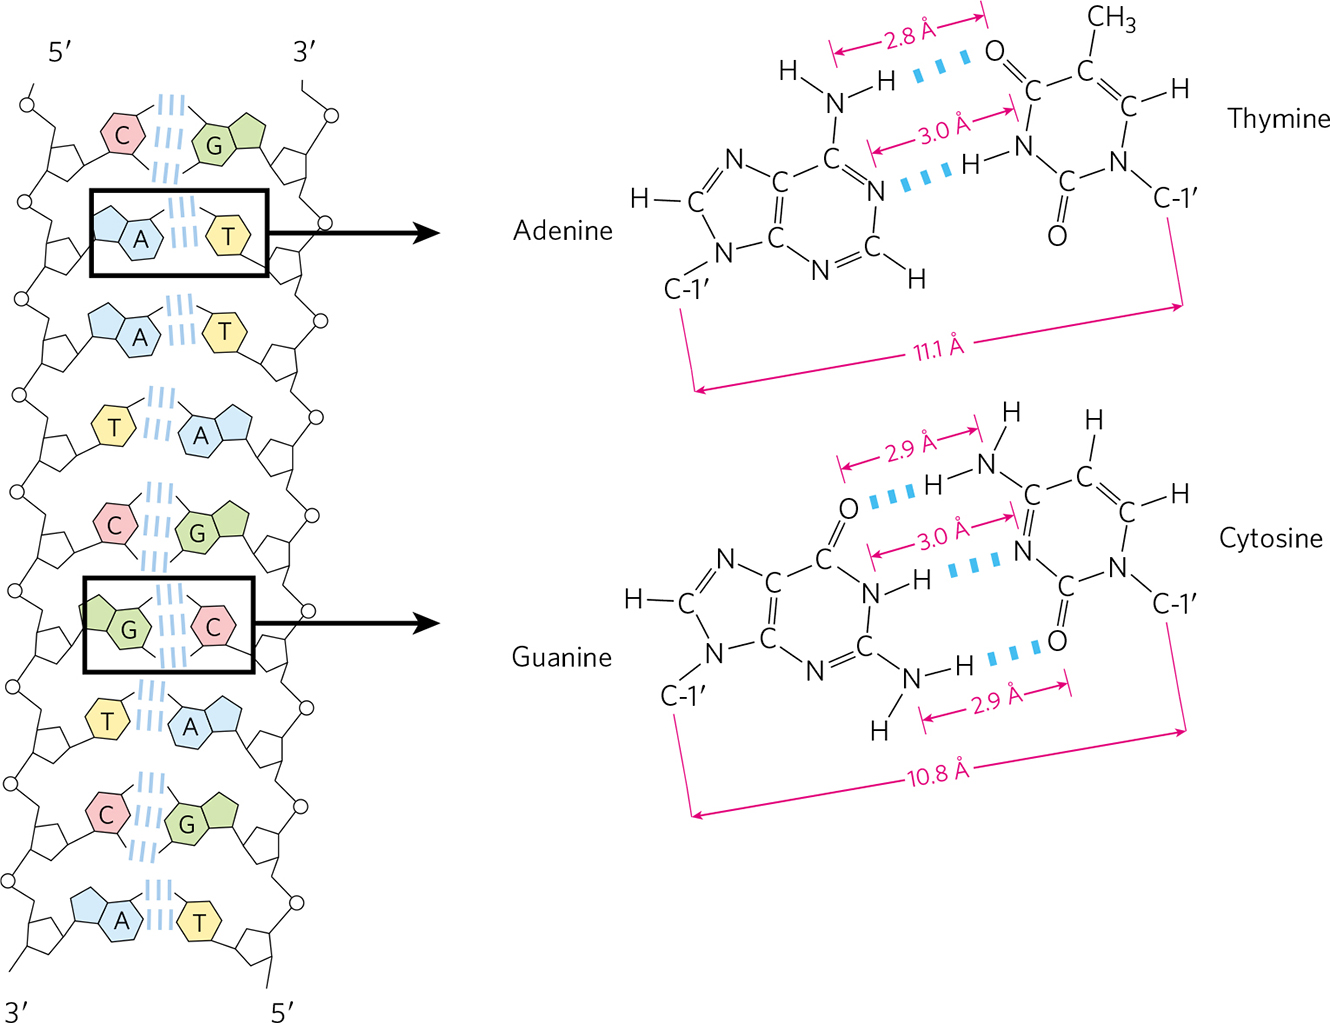 5′ 3′
C G
A T
A T
T A
C G
G C
T A
C G
A T
3′ 5′
2.8 Å
CH3
H H O
N C C H
3.0 Å
Thymine
N C N H N C
H C C N C N C-1′
Adenine
N C C O
C-1′ N H
11.1 Å
H H
2.9 Å
N C
H C H
O C
3.0 Å
Cytosine
N C N C
H C C N H C N
H C N C-1′
Guanine
N C C O
C-1′ N N H
2.9 Å
H
10.8 Å